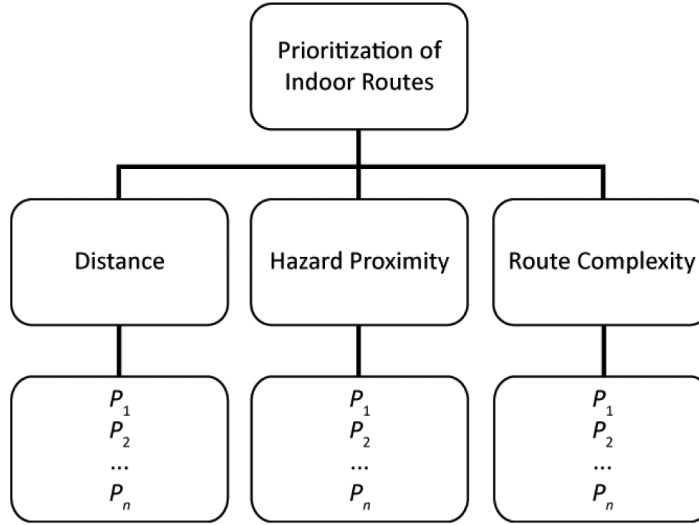 Prioritization of
Indoor Routes
Distance
Hazard Proximity
Route Complexity
P₁
P₂
...
Pₙ
P₁
P₂
...
Pₙ
P₁
P₂
...
Pₙ